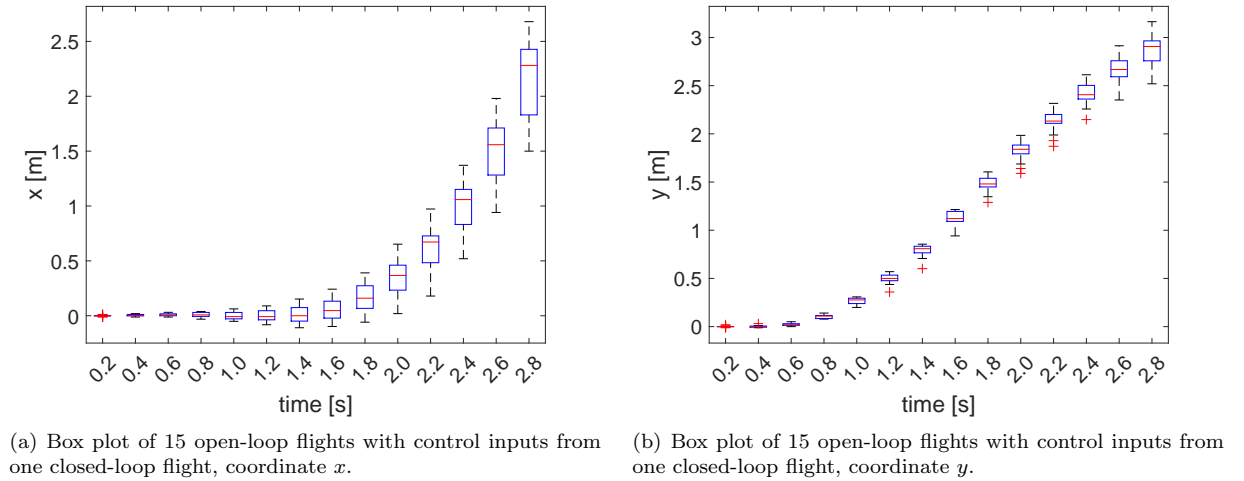 2.5
2
1.5
1
0.5
0
x [m]
0.2 0.4 0.6 0.8 1.0 1.2 1.4 1.6 1.8 2.0 2.2 2.4 2.6 2.8
time [s]
(a) Box plot of 15 open-loop flights with control inputs from
one closed-loop flight, coordinate x.
3
2.5
2
1.5
1
0.5
0
y [m]
0.2 0.4 0.6 0.8 1.0 1.2 1.4 1.6 1.8 2.0 2.2 2.4 2.6 2.8
time [s]
(b) Box plot of 15 open-loop flights with control inputs from
one closed-loop flight, coordinate y.